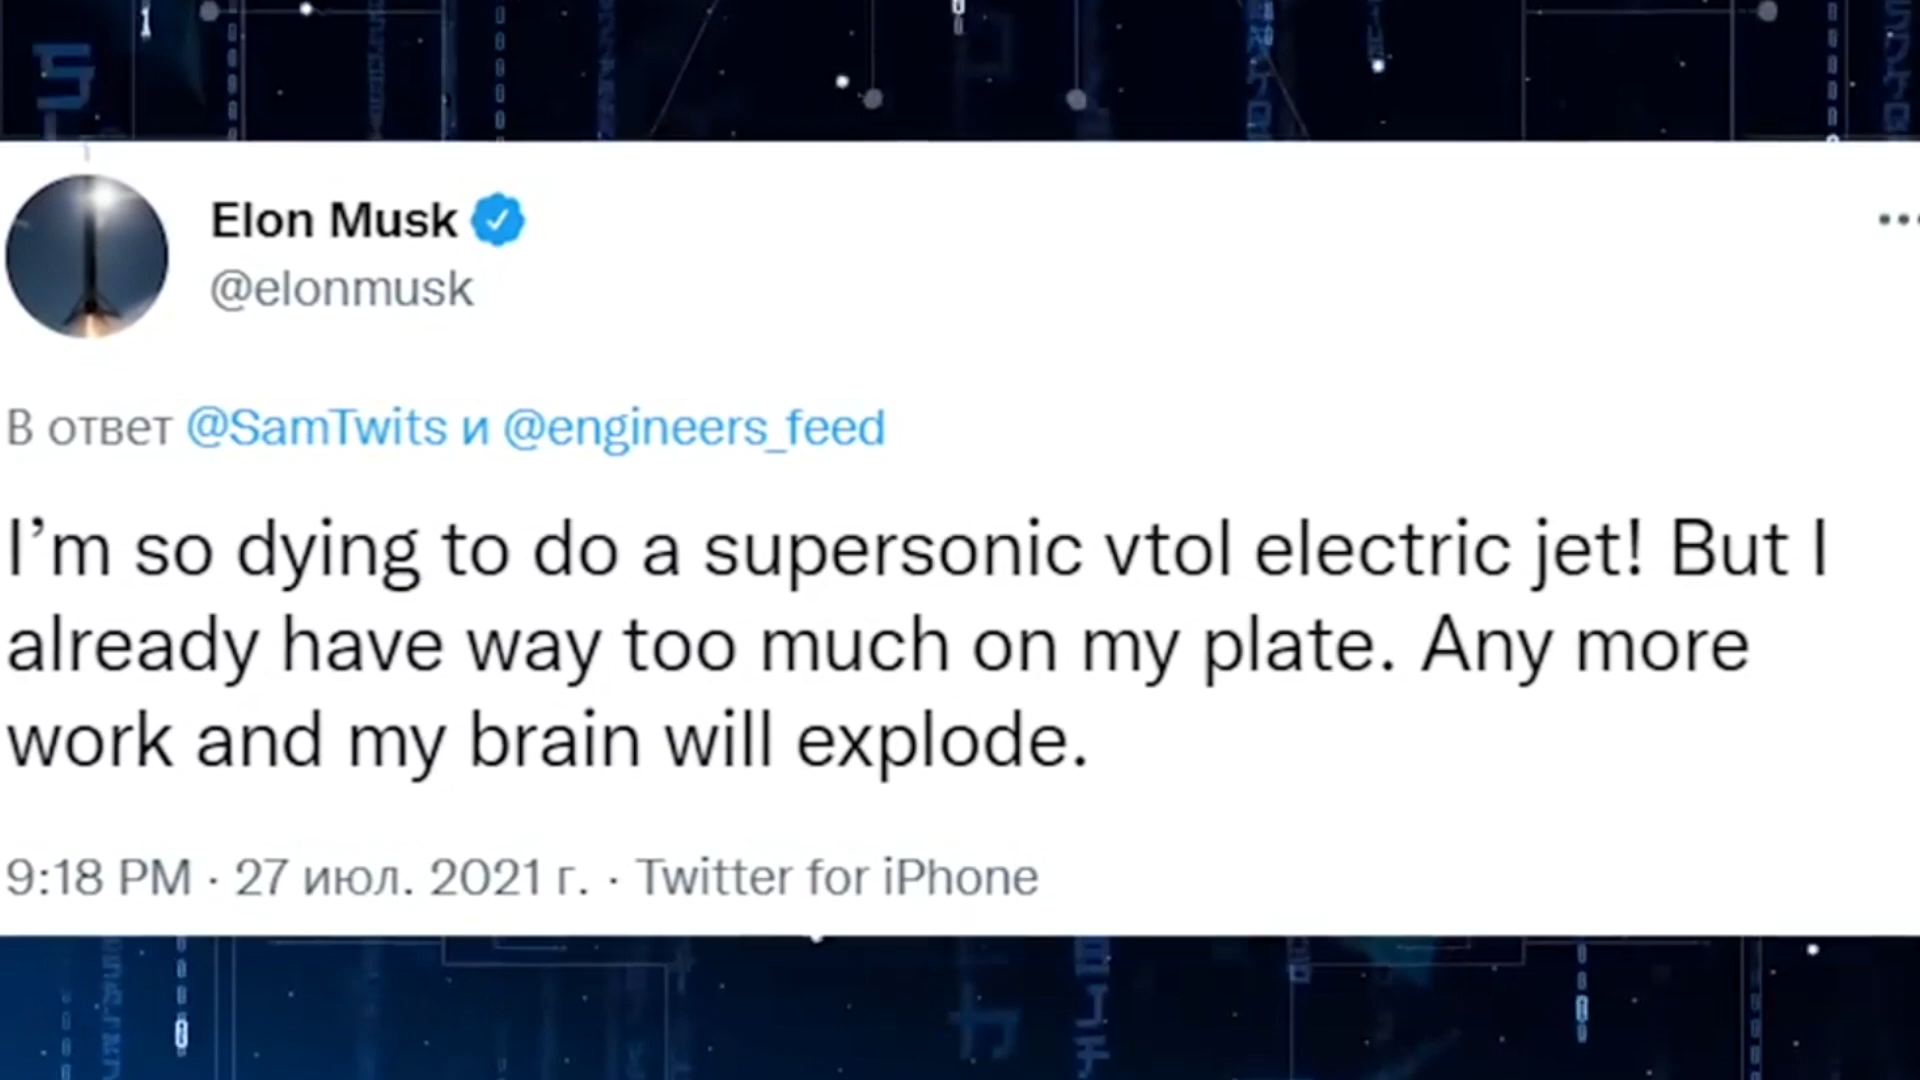 Elon Musk
@elonmusk
В ответ @SamTwits и @engineers_feed
I’m so dying to do a supersonic vtol electric jet! But I
already have way too much on my plate. Any more
work and my brain will explode.
9:18 PM · 27 июл. 2021 г. · Twitter for iPhone